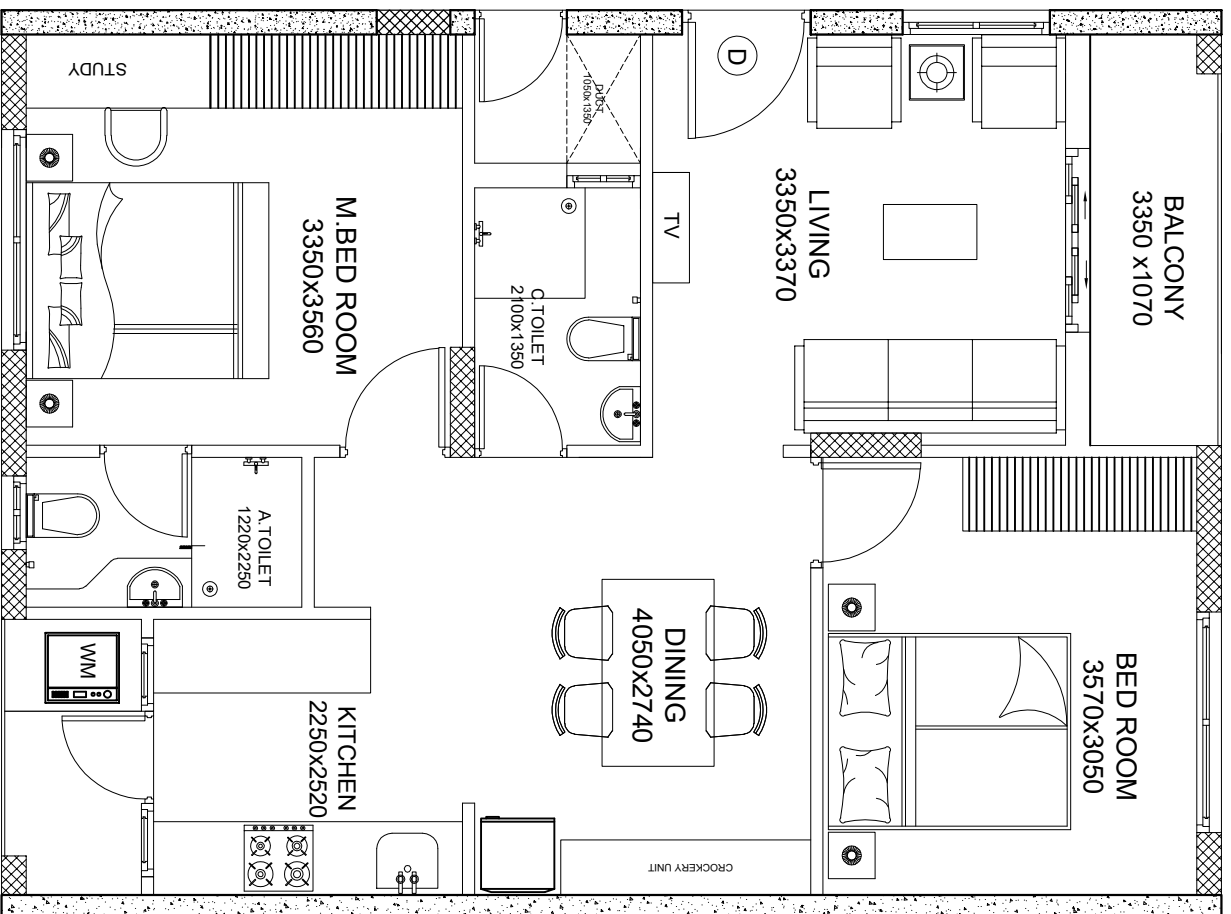 STUDY
DUCT
1050x1350
D
BALCONY
3350 x1070
LIVING
3350x3370
TV
M.BED ROOM
3350x3560
C.TOILET
2100x1350
A.TOILET
1220x2250
WM
KITCHEN
2250x2520
DINING
4050x2740
BED ROOM
3570x3050
CROCKERY UNIT